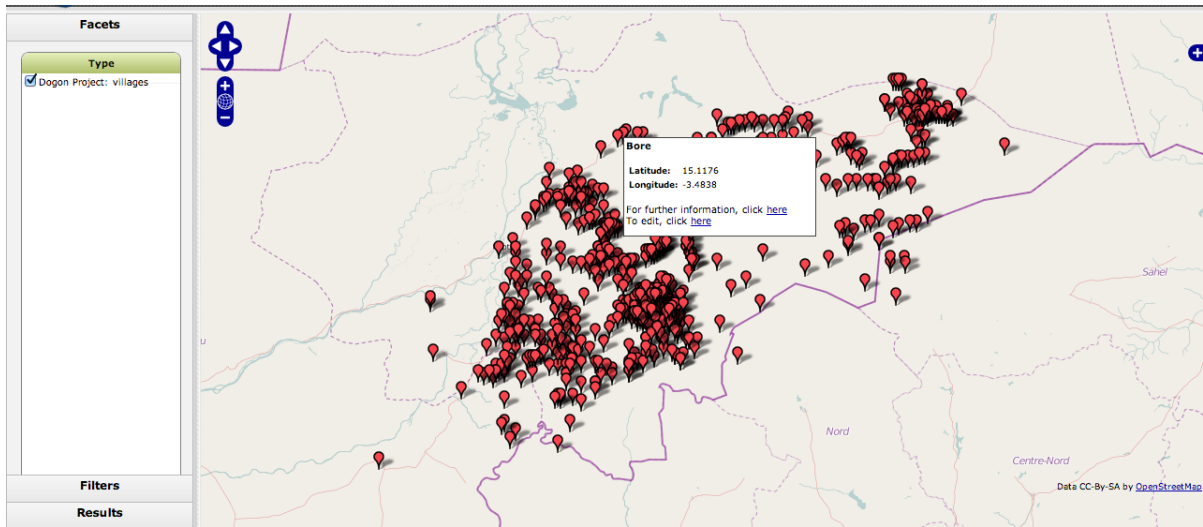 Facets
Type
Dogon Project: villages
Bore
Latitude: 15.1176
Longitude: -3.4838
For further information, click here
To edit, click here
Sahel
Nord
Centre-Nord
Data CC-By-SA by OpenStreetMap
Filters
Results